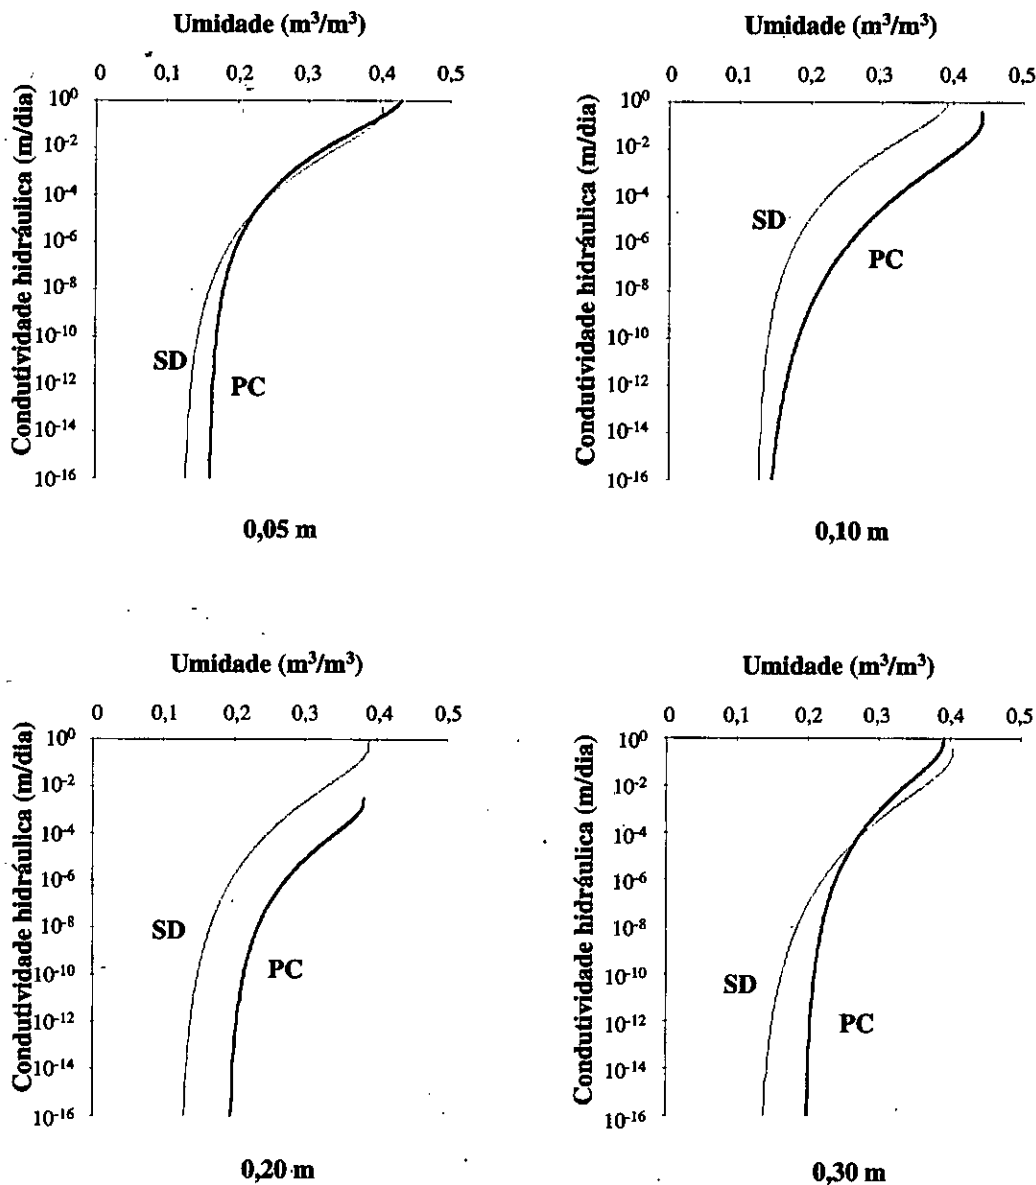 Umidade (m³/m³)
0 0,1 0,2 0,3 0,4 0,5
Condutividade hidráulica (m/dia)
10⁰
10⁻²
10⁻⁴
10⁻⁶
10⁻⁸
10⁻¹⁰
10⁻¹²
10⁻¹⁴
10⁻¹⁶
SD
PC
0,05 m
Umidade (m³/m³)
0 0,1 0,2 0,3 0,4 0,5
Condutividade hidráulica (m/dia)
10⁰
10⁻²
10⁻⁴
10⁻⁶
10⁻⁸
10⁻¹⁰
10⁻¹²
10⁻¹⁴
10⁻¹⁶
SD
PC
0,10 m
Umidade (m³/m³)
0 0,1 0,2 0,3 0,4 0,5
Condutividade hidráulica (m/dia)
10⁰
10⁻²
10⁻⁴
10⁻⁶
10⁻⁸
10⁻¹⁰
10⁻¹²
10⁻¹⁴
10⁻¹⁶
SD
PC
0,20 m
Umidade (m³/m³)
0 0,1 0,2 0,3 0,4 0,5
Condutividade hidráulica (m/dia)
10⁰
10⁻²
10⁻⁴
10⁻⁶
10⁻⁸
10⁻¹⁰
10⁻¹²
10⁻¹⁴
10⁻¹⁶
SD
PC
0,30 m